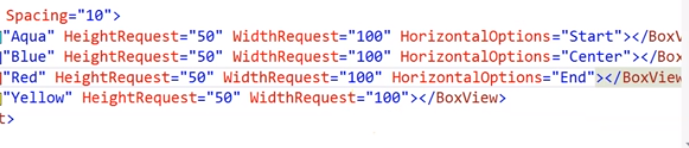 Spacing="10">
"Aqua" HeightRequest="50" WidthRequest="100" HorizontalOptions="Start"></BoxV
"Blue" HeightRequest="50" WidthRequest="100" HorizontalOptions="Center"></Box
"Red" HeightRequest="50" WidthRequest="100" HorizontalOptions="End"></BoxView
"Yellow" HeightRequest="50" WidthRequest="100"></BoxView>
t>